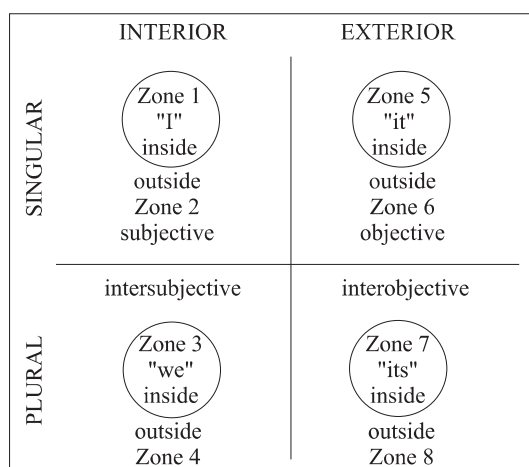 INTERIOR
EXTERIOR
SINGULAR
Zone 1
"I"
inside
outside
Zone 2
subjective
Zone 5
"it"
inside
outside
Zone 6
objective
PLURAL
intersubjective
Zone 3
"we"
inside
outside
Zone 4
interobjective
Zone 7
"its"
inside
outside
Zone 8